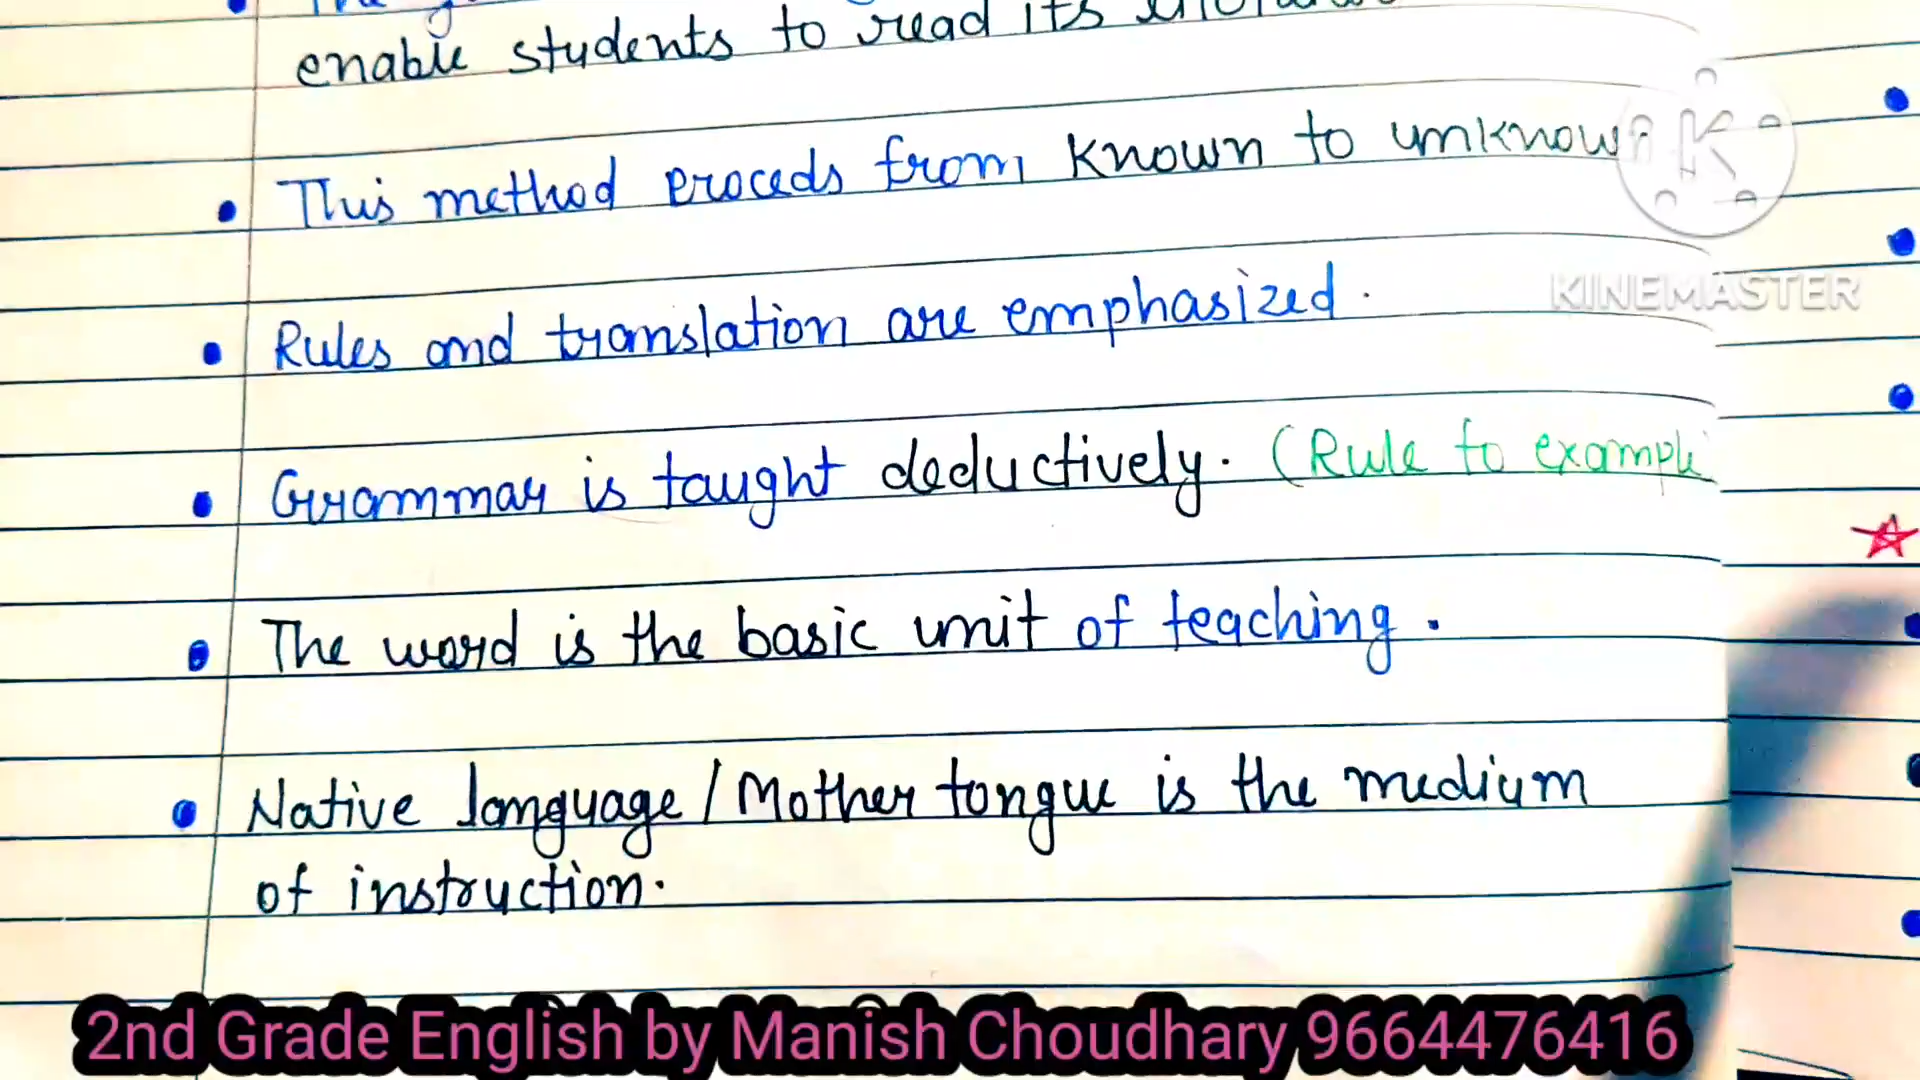 enable students to read its
• This method proceds from known to unknown
• Rules and translation are emphasized.
• Grammar is taught deductively. (Rule to example
• The word is the basic unit of teaching.
• Native language / Mother tongue is the medium
of instruction.
KINEMASTER
2nd Grade English by Manish Choudhary 9664476416